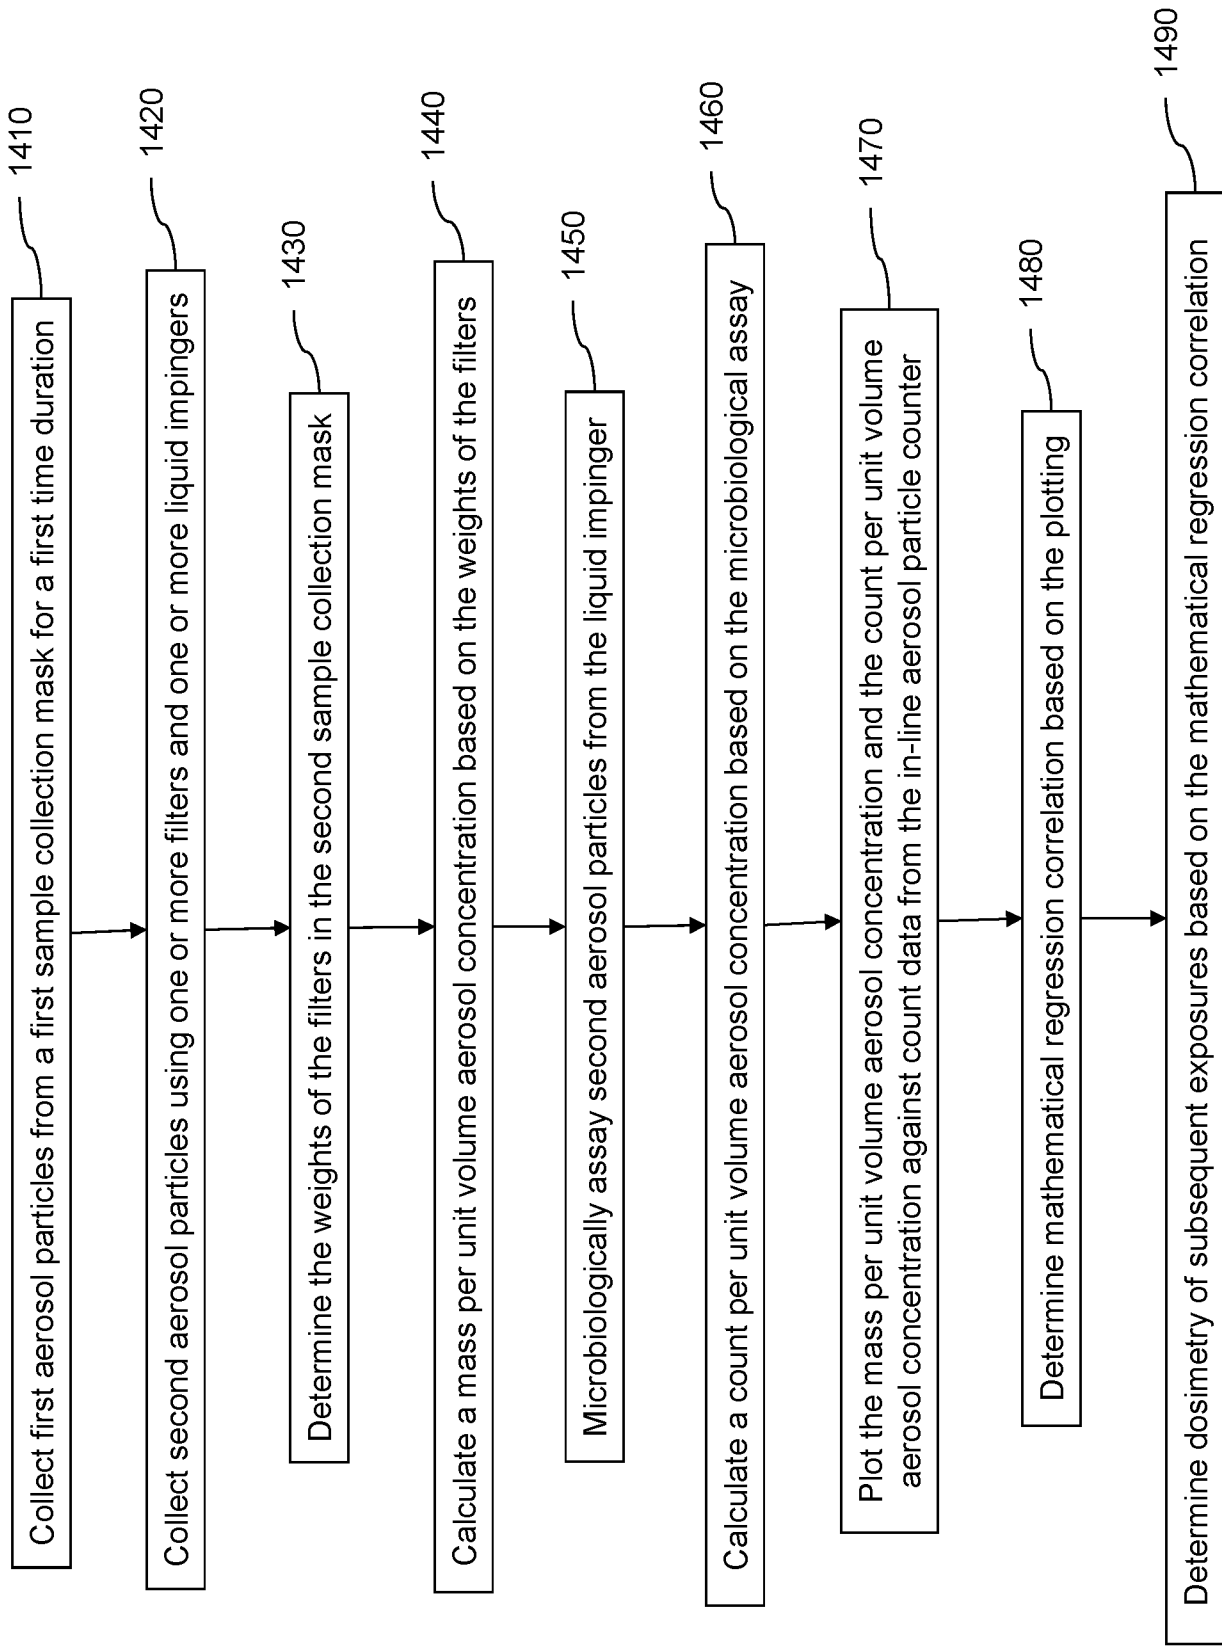 Collect first aerosol particles from a first sample collection mask for a first time duration
1410
Collect second aerosol particles using one or more filters and one or more liquid impingers
1420
Determine the weights of the filters in the second sample collection mask
1430
Calculate a mass per unit volume aerosol concentration based on the weights of the filters
1440
Microbiologically assay second aerosol particles from the liquid impinger
1450
Calculate a count per unit volume aerosol concentration based on the microbiological assay
1460
Plot the mass per unit volume aerosol concentration and the count per unit volume
aerosol concentration against count data from the in-line aerosol particle counter
1470
Determine mathematical regression correlation based on the plotting
1480
Determine dosimetry of subsequent exposures based on the mathematical regression correlation
1490